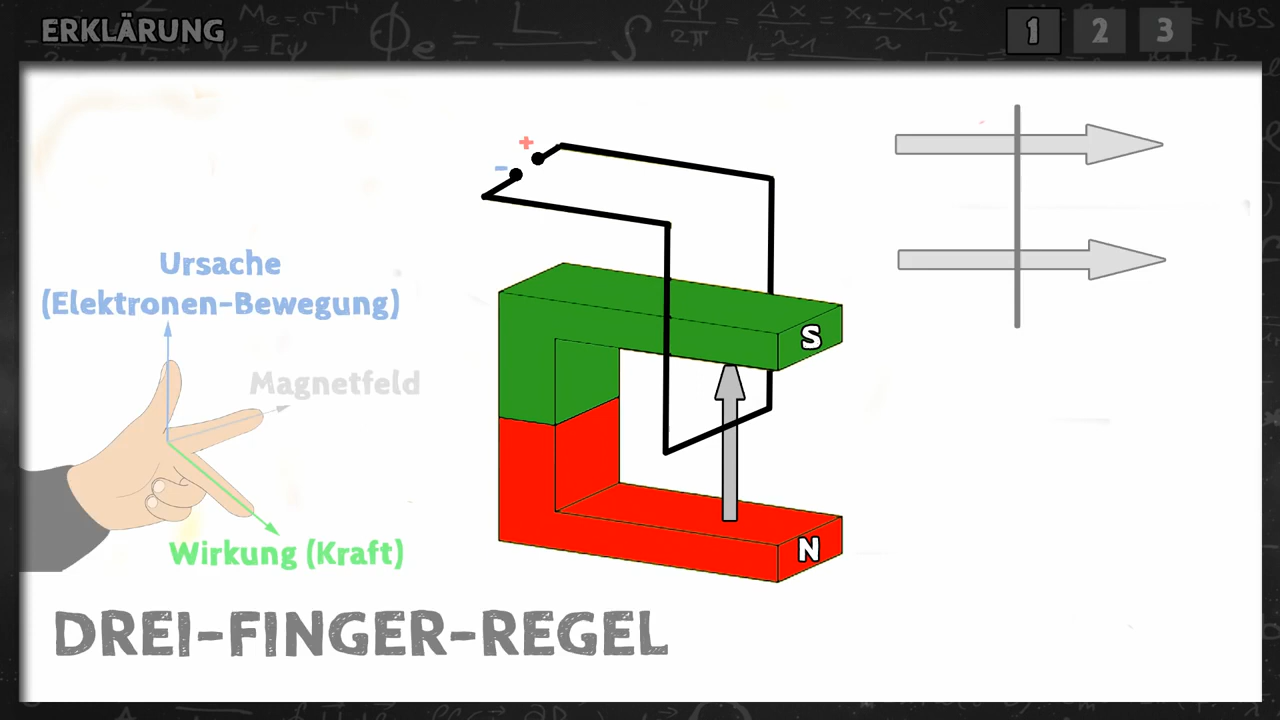 ERKLÄRUNG
1 2 3
+
-
Ursache
(Elektronen-Bewegung)
Magnetfeld
Wirkung (Kraft)
S
N
DREI-FINGER-REGEL